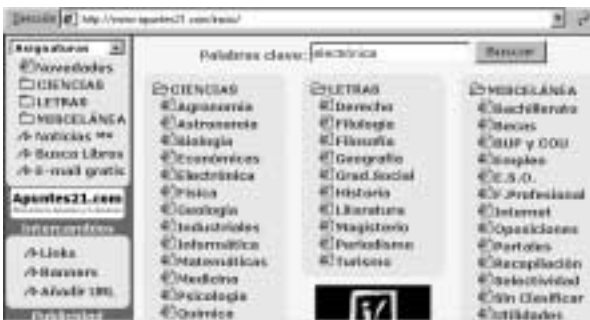 Dirección http://www.apuntes21.com/inicio/
Asignaturas
Novedades
CIENCIAS
LETRAS
MISCELÁNEA
Noticias
Busca Libros
E-mail gratis
Apuntes21.com
Intercambios
Links
Banners
Añadir URL
Palabras clave: electrónica
Buscar
CIENCIAS
Agronomía
Astronomía
Biología
Económicas
Electrónica
Física
Geología
Industriales
Informática
Matemáticas
Medicina
Psicología
Química
LETRAS
Derecho
Filología
Filosofía
Geografía
Grad.Social
Historia
Literatura
Magisterio
Periodismo
Turismo
MISCELÁNEA
Bachillerato
Becas
BUP y COU
Empleo
E.S.O.
F.Profesional
Internet
Oposiciones
Portales
Recopilación
Selectividad
Sin Clasificar
Utilidades